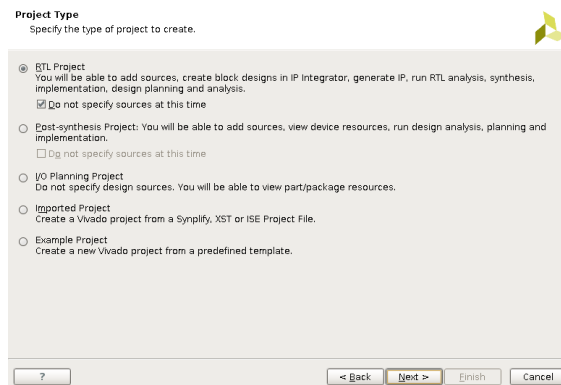 Project Type
Specify the type of project to create.
RTL Project
You will be able to add sources, create block designs in IP Integrator, generate IP, run RTL analysis, synthesis,
implementation, design planning and analysis.
Do not specify sources at this time
Post-synthesis Project: You will be able to add sources, view device resources, run design analysis, planning and
implementation.
Do not specify sources at this time
I/O Planning Project
Do not specify design sources. You will be able to view part/package resources.
Imported Project
Create a Vivado project from a Synplify, XST or ISE Project File.
Example Project
Create a new Vivado project from a predefined template.
? < Back Next > Finish Cancel